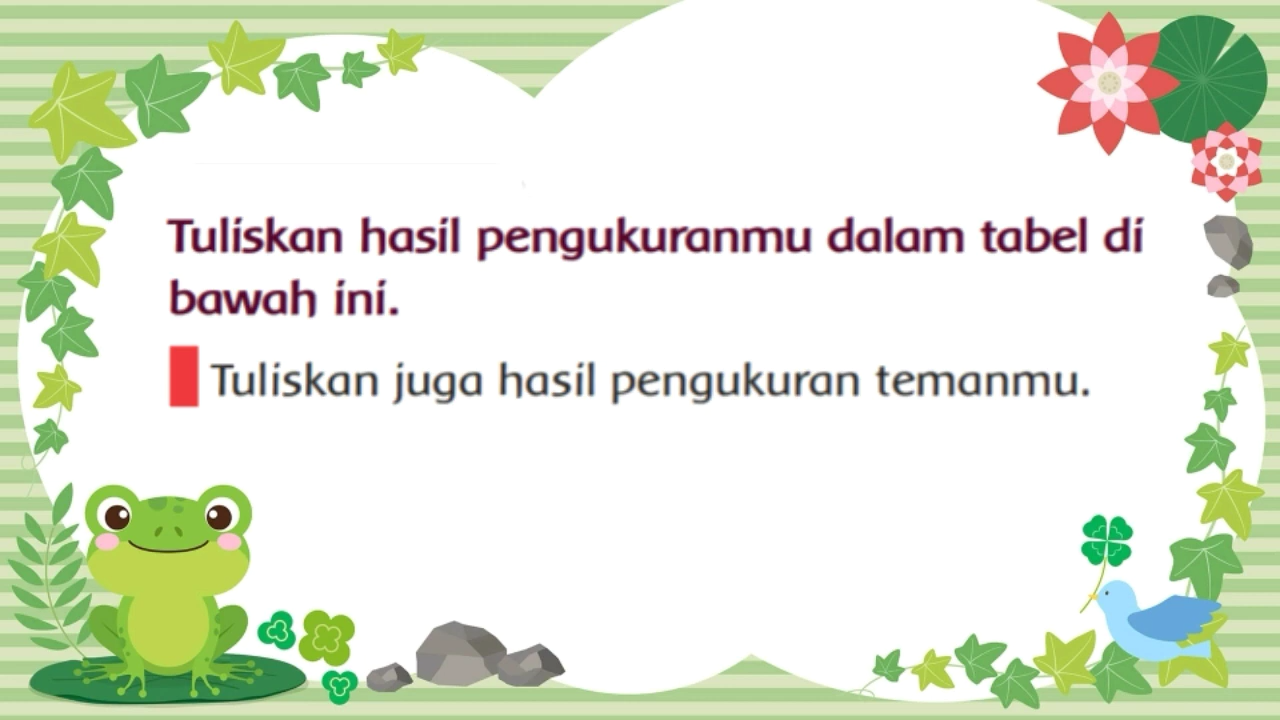 Tuliskan hasil pengukuranmu dalam tabel di
bawah ini.
Tuliskan juga hasil pengukuran temanmu.